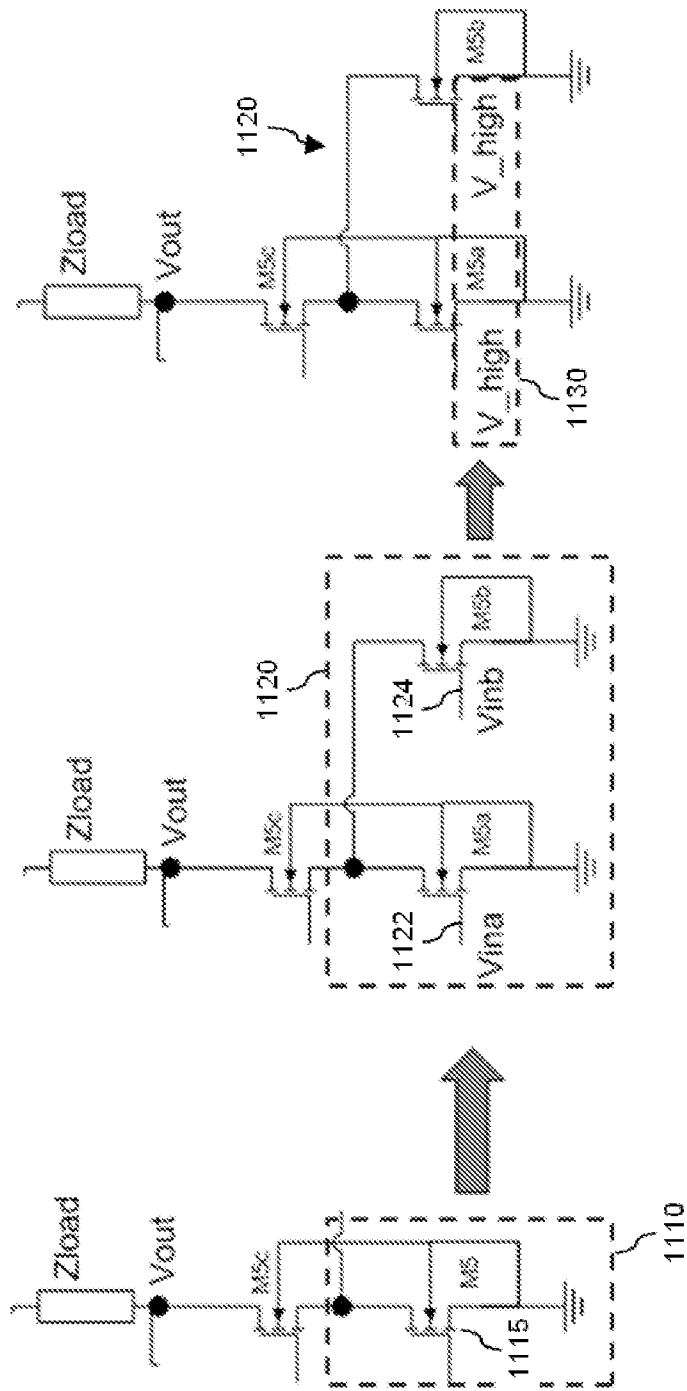 Zload
Vout
M5c
M5
1115
1110
Zload
Vout
M5c
1120
1122
Vina
M5a
1124
Vinb
M5b
Zload
Vout
M5c
1120
V_high
M5a
V_high
M5b
1130